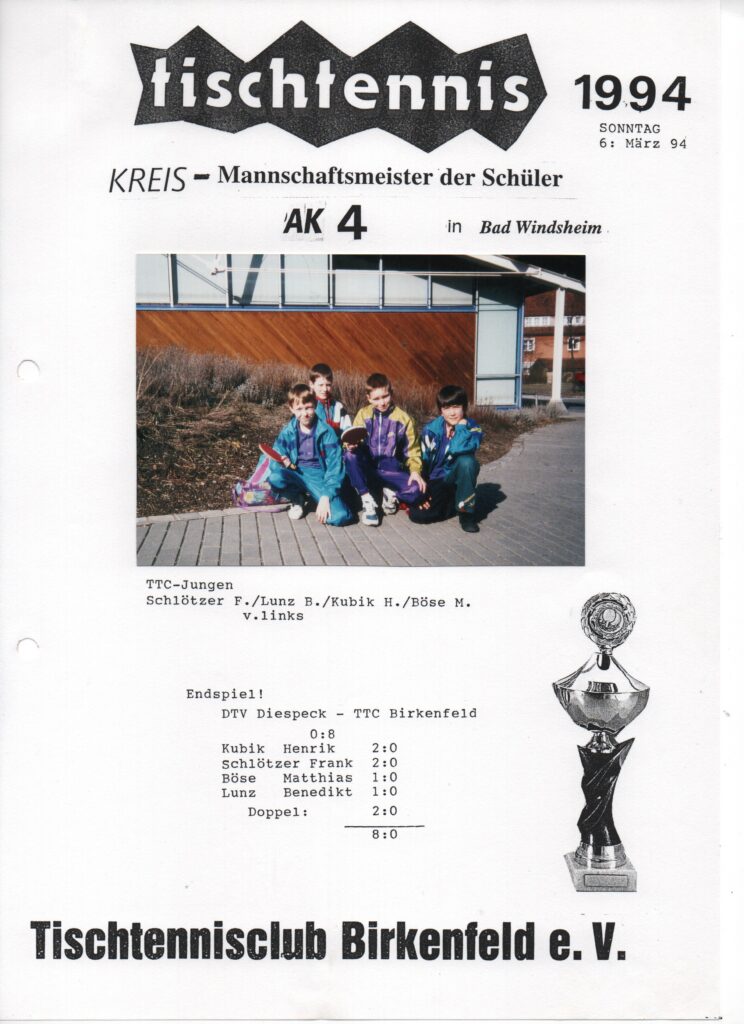 tischtennis 1994
SONNTAG
6: März 94
KREIS - Mannschaftsmeister der Schüler
AK 4 in Bad Windsheim
TTC-Jungen
Schlötzer F./Lunz B./Kubik H./Böse M.
v.links
Endspiel!
DTV Diespeck - TTC Birkenfeld
0:8
Kubik Henrik 2:0
Schlötzer Frank 2:0
Böse Matthias 1:0
Lunz Benedikt 1:0
Doppel: 2:0
8:0
Tischtennisclub Birkenfeld e. V.